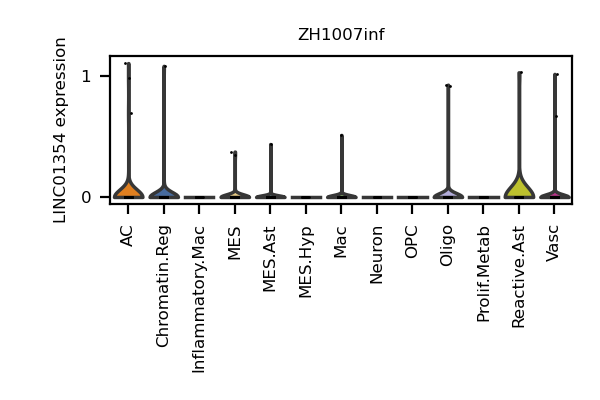 ZH1007inf
LINC01354 expression
1
0
AC
Chromatin.Reg
Inflammatory.Mac
MES
MES.Ast
MES.Hyp
Mac
Neuron
OPC
Oligo
Prolif.Metab
Reactive.Ast
Vasc